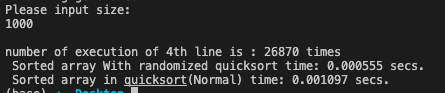 Please input size:
1000
number of execution of 4th line is : 26870 times
Sorted array With randomized quicksort time: 0.000555 secs.
Sorted array in quicksort(Normal) time: 0.001097 secs.
(base) → Desktop